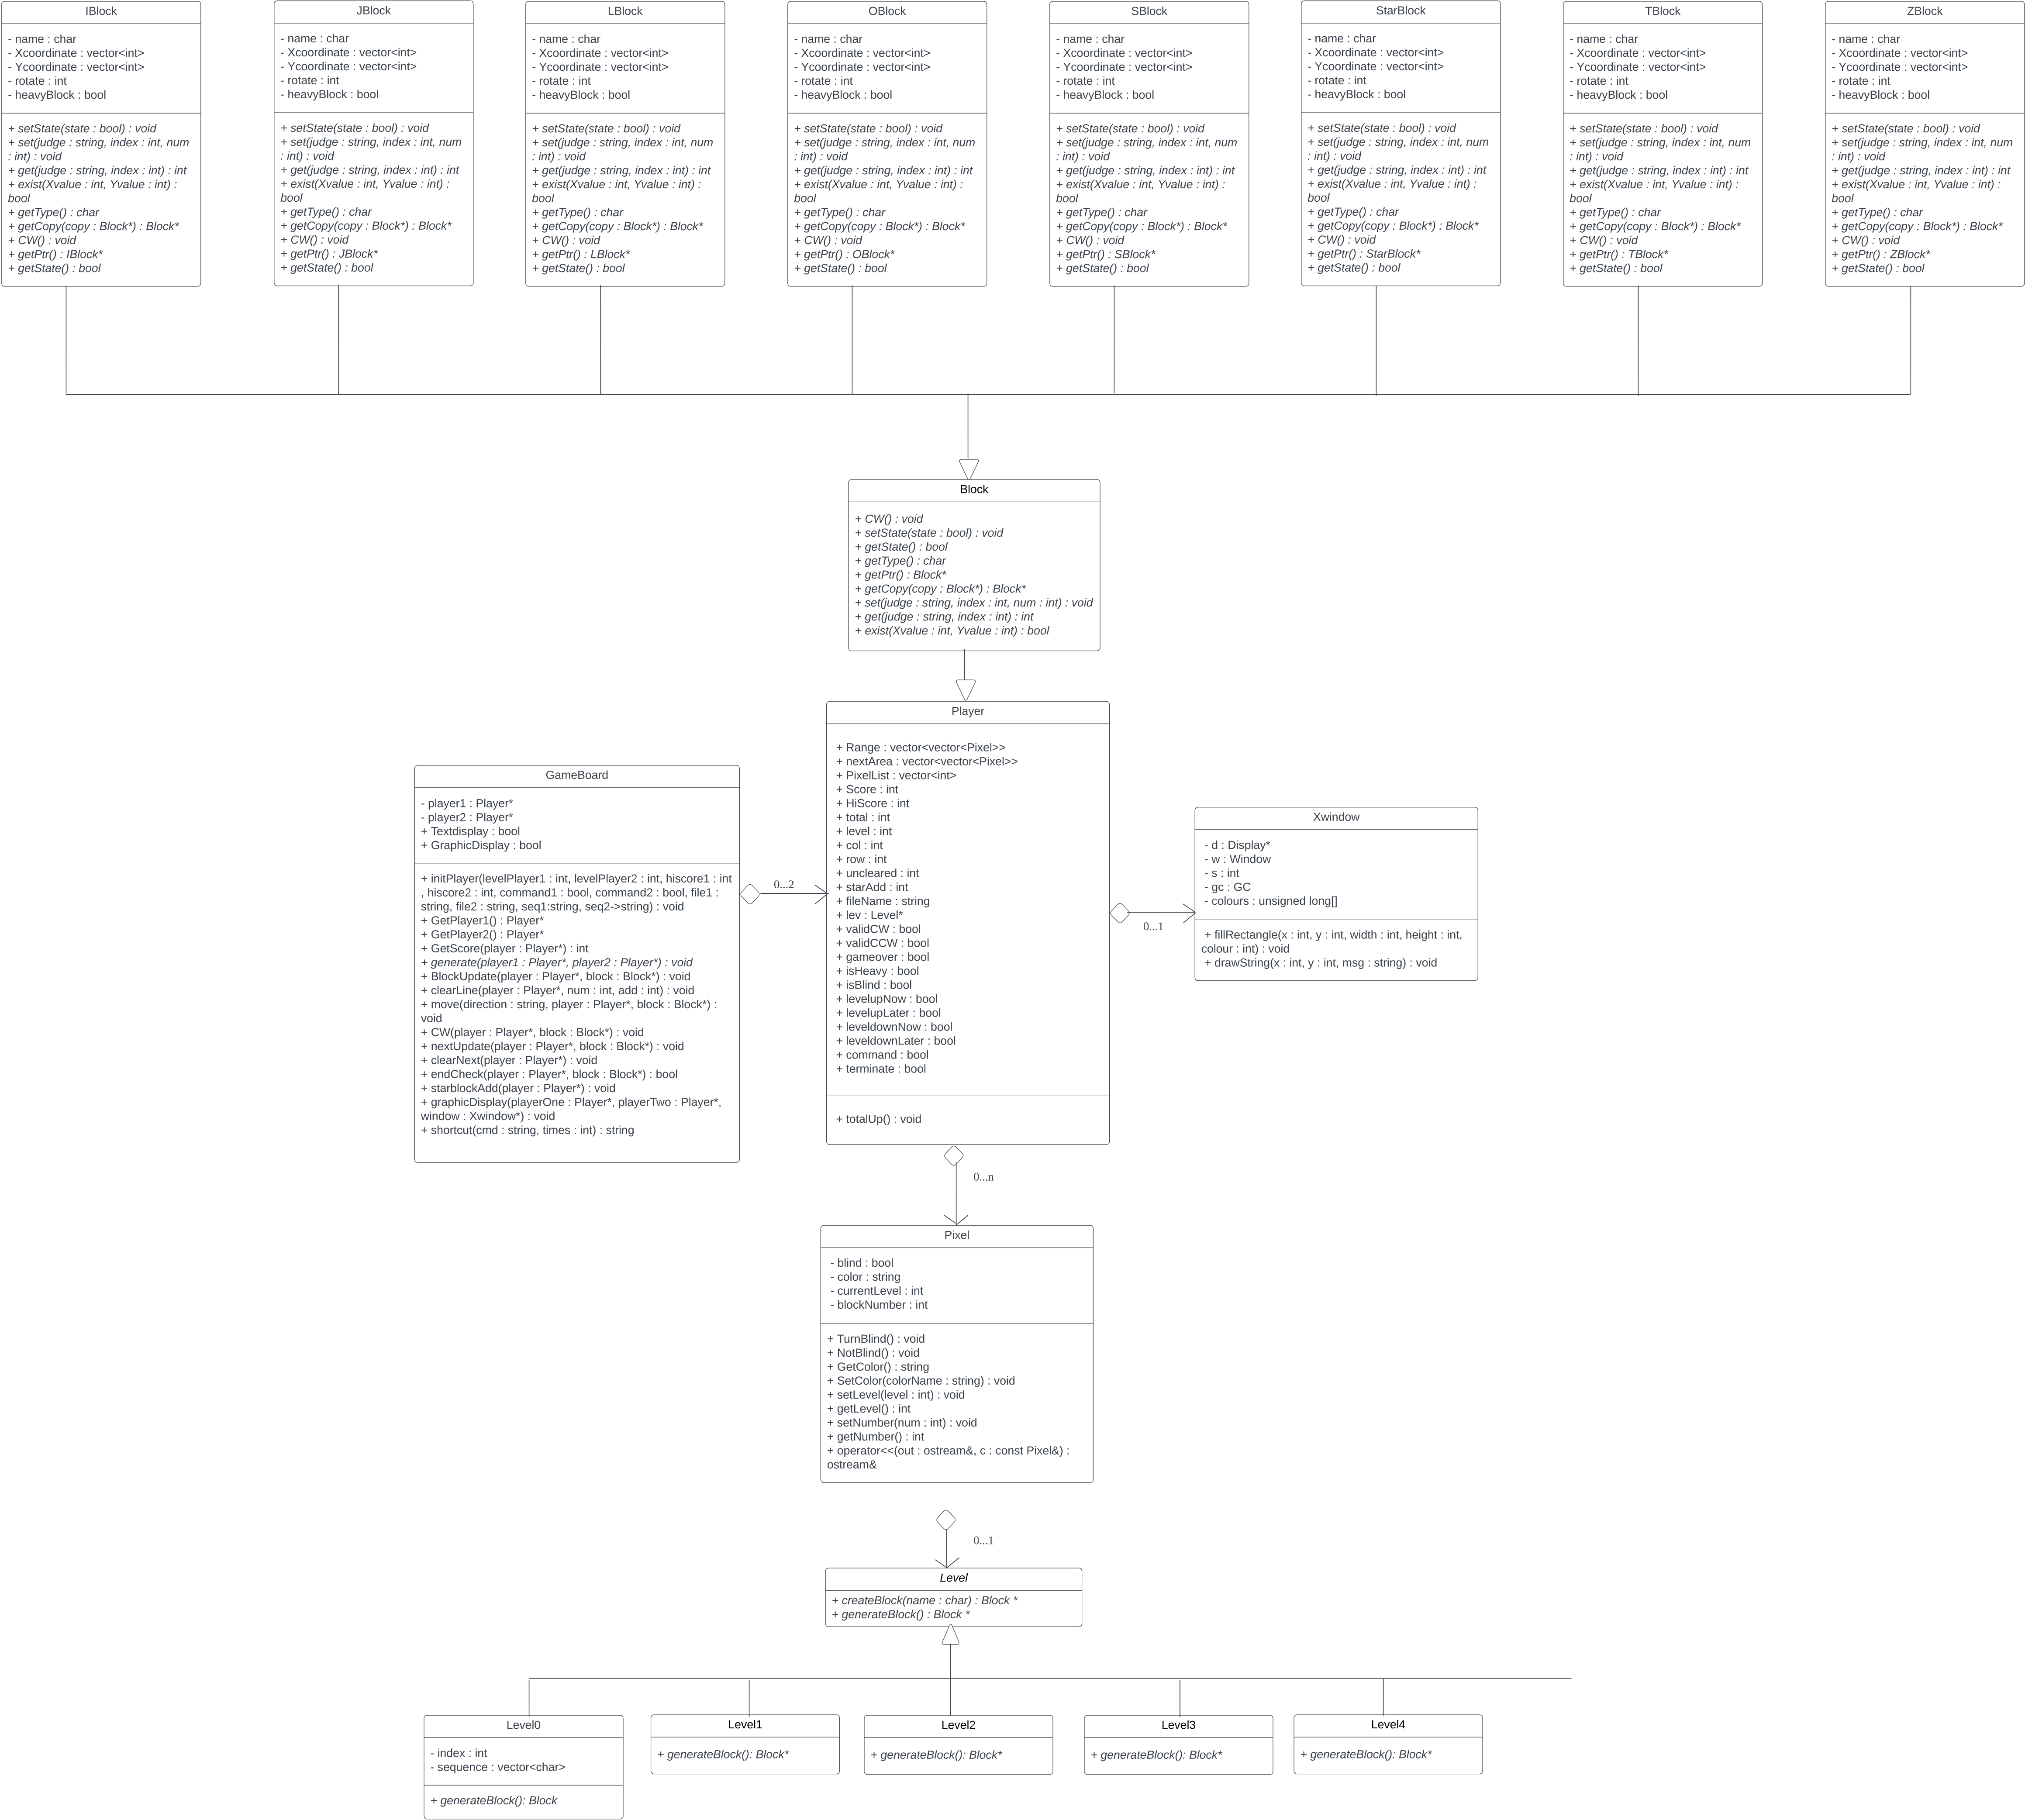 IBlock
- name : char
- Xcoordinate : vector<int>
- Ycoordinate : vector<int>
- rotate : int
- heavyBlock : bool
+ setState(state : bool) : void
+ set(judge : string, index : int, num
: int) : void
+ get(judge : string, index : int) : int
+ exist(Xvalue : int, Yvalue : int) :
bool
+ getType() : char
+ getCopy(copy : Block*) : Block*
+ CW() : void
+ getPtr() : IBlock*
+ getState() : bool
JBlock
- name : char
- Xcoordinate : vector<int>
- Ycoordinate : vector<int>
- rotate : int
- heavyBlock : bool
+ setState(state : bool) : void
+ set(judge : string, index : int, num
: int) : void
+ get(judge : string, index : int) : int
+ exist(Xvalue : int, Yvalue : int) :
bool
+ getType() : char
+ getCopy(copy : Block*) : Block*
+ CW() : void
+ getPtr() : JBlock*
+ getState() : bool
LBlock
- name : char
- Xcoordinate : vector<int>
- Ycoordinate : vector<int>
- rotate : int
- heavyBlock : bool
+ setState(state : bool) : void
+ set(judge : string, index : int, num
: int) : void
+ get(judge : string, index : int) : int
+ exist(Xvalue : int, Yvalue : int) :
bool
+ getType() : char
+ getCopy(copy : Block*) : Block*
+ CW() : void
+ getPtr() : LBlock*
+ getState() : bool
OBlock
- name : char
- Xcoordinate : vector<int>
- Ycoordinate : vector<int>
- rotate : int
- heavyBlock : bool
+ setState(state : bool) : void
+ set(judge : string, index : int, num
: int) : void
+ get(judge : string, index : int) : int
+ exist(Xvalue : int, Yvalue : int) :
bool
+ getType() : char
+ getCopy(copy : Block*) : Block*
+ CW() : void
+ getPtr() : OBlock*
+ getState() : bool
SBlock
- name : char
- Xcoordinate : vector<int>
- Ycoordinate : vector<int>
- rotate : int
- heavyBlock : bool
+ setState(state : bool) : void
+ set(judge : string, index : int, num
: int) : void
+ get(judge : string, index : int) : int
+ exist(Xvalue : int, Yvalue : int) :
bool
+ getType() : char
+ getCopy(copy : Block*) : Block*
+ CW() : void
+ getPtr() : SBlock*
+ getState() : bool
StarBlock
- name : char
- Xcoordinate : vector<int>
- Ycoordinate : vector<int>
- rotate : int
- heavyBlock : bool
+ setState(state : bool) : void
+ set(judge : string, index : int, num
: int) : void
+ get(judge : string, index : int) : int
+ exist(Xvalue : int, Yvalue : int) :
bool
+ getType() : char
+ getCopy(copy : Block*) : Block*
+ CW() : void
+ getPtr() : StarBlock*
+ getState() : bool
TBlock
- name : char
- Xcoordinate : vector<int>
- Ycoordinate : vector<int>
- rotate : int
- heavyBlock : bool
+ setState(state : bool) : void
+ set(judge : string, index : int, num
: int) : void
+ get(judge : string, index : int) : int
+ exist(Xvalue : int, Yvalue : int) :
bool
+ getType() : char
+ getCopy(copy : Block*) : Block*
+ CW() : void
+ getPtr() : TBlock*
+ getState() : bool
ZBlock
- name : char
- Xcoordinate : vector<int>
- Ycoordinate : vector<int>
- rotate : int
- heavyBlock : bool
+ setState(state : bool) : void
+ set(judge : string, index : int, num
: int) : void
+ get(judge : string, index : int) : int
+ exist(Xvalue : int, Yvalue : int) :
bool
+ getType() : char
+ getCopy(copy : Block*) : Block*
+ CW() : void
+ getPtr() : ZBlock*
+ getState() : bool
Block
+ CW() : void
+ setState(state : bool) : void
+ getState() : bool
+ getType() : char
+ getPtr() : Block*
+ getCopy(copy : Block*) : Block*
+ set(judge : string, index : int, num : int) : void
+ get(judge : string, index : int) : int
+ exist(Xvalue : int, Yvalue : int) : bool
GameBoard
- player1 : Player*
- player2 : Player*
+ Textdisplay : bool
+ GraphicDisplay : bool
+ initPlayer(levelPlayer1 : int, levelPlayer2 : int, hiscore1 : int
, hiscore2 : int, command1 : bool, command2 : bool, file1 :
string, file2 : string, seq1:string, seq2->string) : void
+ GetPlayer1() : Player*
+ GetPlayer2() : Player*
+ GetScore(player : Player*) : int
+ generate(player1 : Player*, player2 : Player*) : void
+ BlockUpdate(player : Player*, block : Block*) : void
+ clearLine(player : Player*, num : int, add : int) : void
+ move(direction : string, player : Player*, block : Block*) :
void
+ CW(player : Player*, block : Block*) : void
+ nextUpdate(player : Player*, block : Block*) : void
+ clearNext(player : Player*) : void
+ endCheck(player : Player*, block : Block*) : bool
+ starblockAdd(player : Player*) : void
+ graphicDisplay(playerOne : Player*, playerTwo : Player*,
window : Xwindow*) : void
+ shortcut(cmd : string, times : int) : string
0...2
Player
+ Range : vector<vector<Pixel>>
+ nextArea : vector<vector<Pixel>>
+ PixelList : vector<int>
+ Score : int
+ HiScore : int
+ total : int
+ level : int
+ col : int
+ row : int
+ uncleared : int
+ starAdd : int
+ fileName : string
+ lev : Level*
+ validCW : bool
+ validCCW : bool
+ gameover : bool
+ isHeavy : bool
+ isBlind : bool
+ levelupNow : bool
+ levelupLater : bool
+ leveldownNow : bool
+ leveldownLater : bool
+ command : bool
+ terminate : bool
+ totalUp() : void
0...1
Xwindow
- d : Display*
- w : Window
- s : int
- gc : GC
- colours : unsigned long[]
+ fillRectangle(x : int, y : int, width : int, height : int,
colour : int) : void
+ drawString(x : int, y : int, msg : string) : void
0...n
Pixel
- blind : bool
- color : string
- currentLevel : int
- blockNumber : int
+ TurnBlind() : void
+ NotBlind() : void
+ GetColor() : string
+ SetColor(colorName : string) : void
+ setLevel(level : int) : void
+ getLevel() : int
+ setNumber(num : int) : void
+ getNumber() : int
+ operator<<(out : ostream&, c : const Pixel&) :
ostream&
0...1
Level
+ createBlock(name : char) : Block *
+ generateBlock() : Block *
Level0
- index : int
- sequence : vector<char>
+ generateBlock(): Block
Level1
+ generateBlock(): Block*
Level2
+ generateBlock(): Block*
Level3
+ generateBlock(): Block*
Level4
+ generateBlock(): Block*